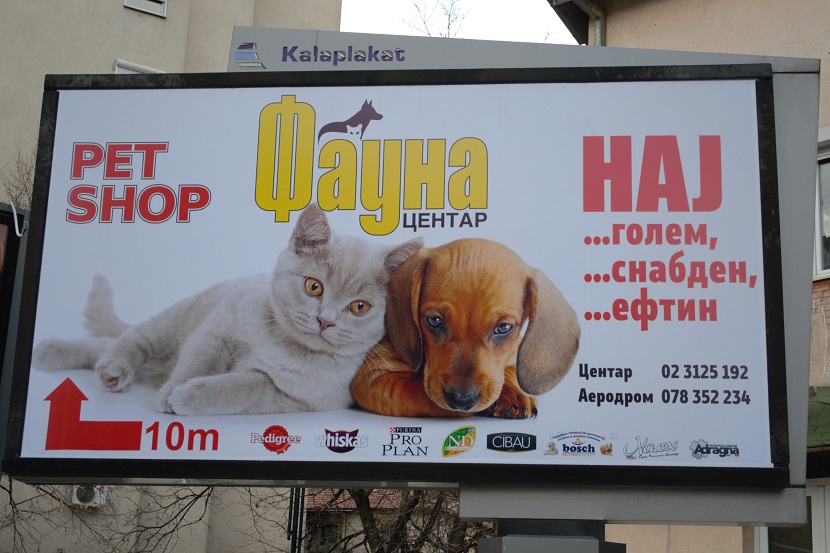 Kalaplakat
PET
SHOP
Фауна
ЦЕНТАР
НАЈ
...голем,
...снабден,
...ефтин
Центар 02 3125 192
Аеродром 078 352 234
10m
Pedigree
whiskas
PURINA
PRO
PLAN
N&D
CIBAU
bosch
Adragna